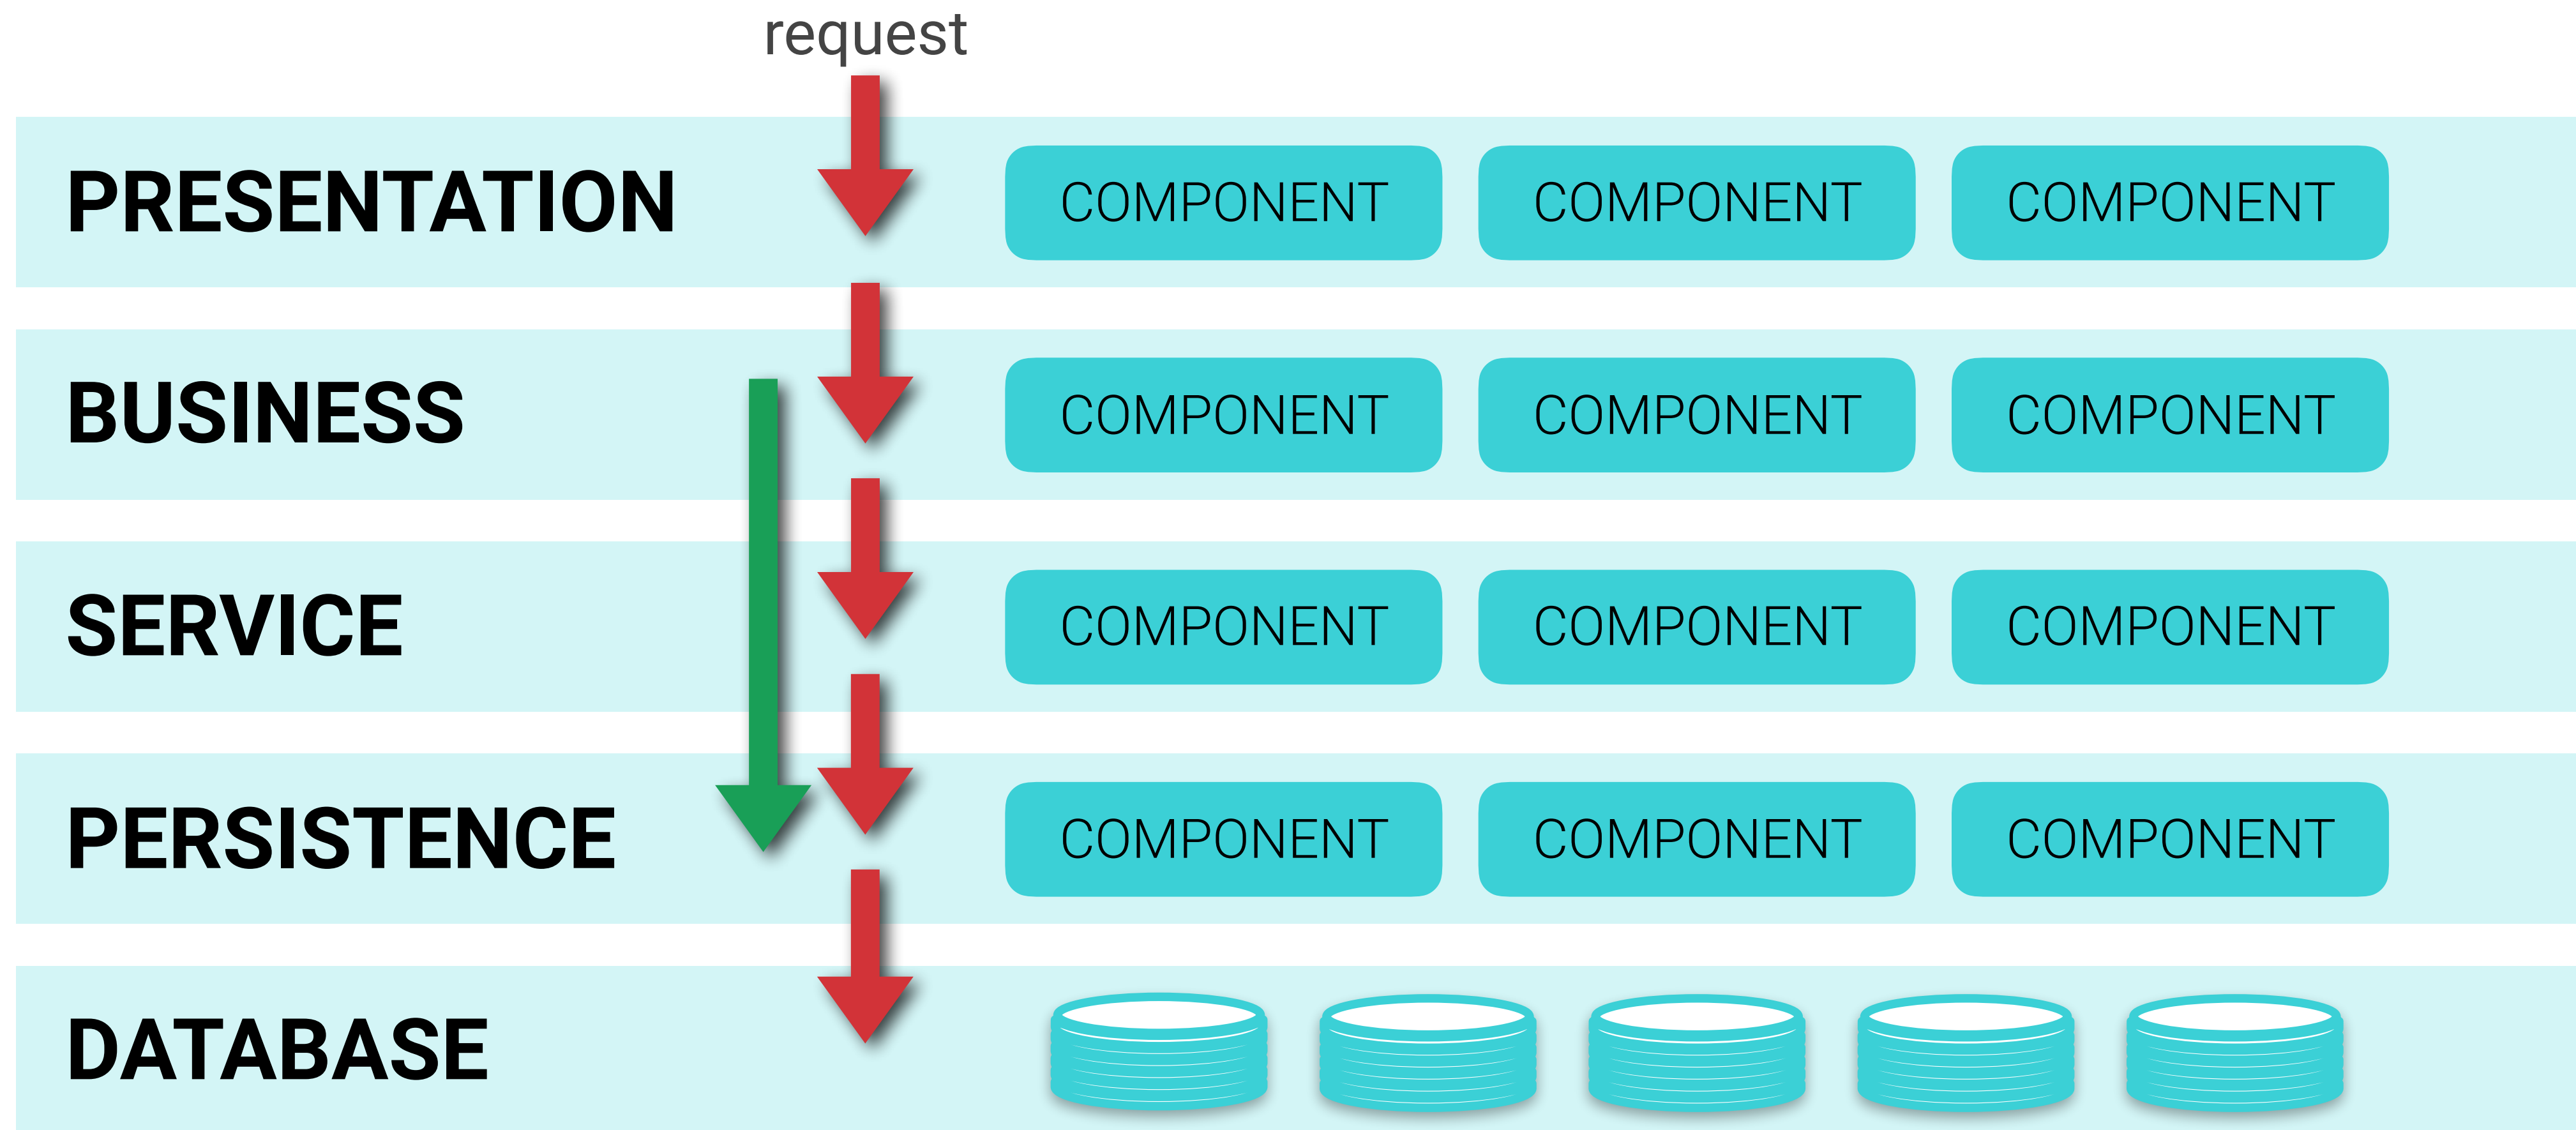 request
PRESENTATION
COMPONENT COMPONENT COMPONENT
BUSINESS
COMPONENT COMPONENT COMPONENT
SERVICE
COMPONENT COMPONENT COMPONENT
PERSISTENCE
COMPONENT COMPONENT COMPONENT
DATABASE